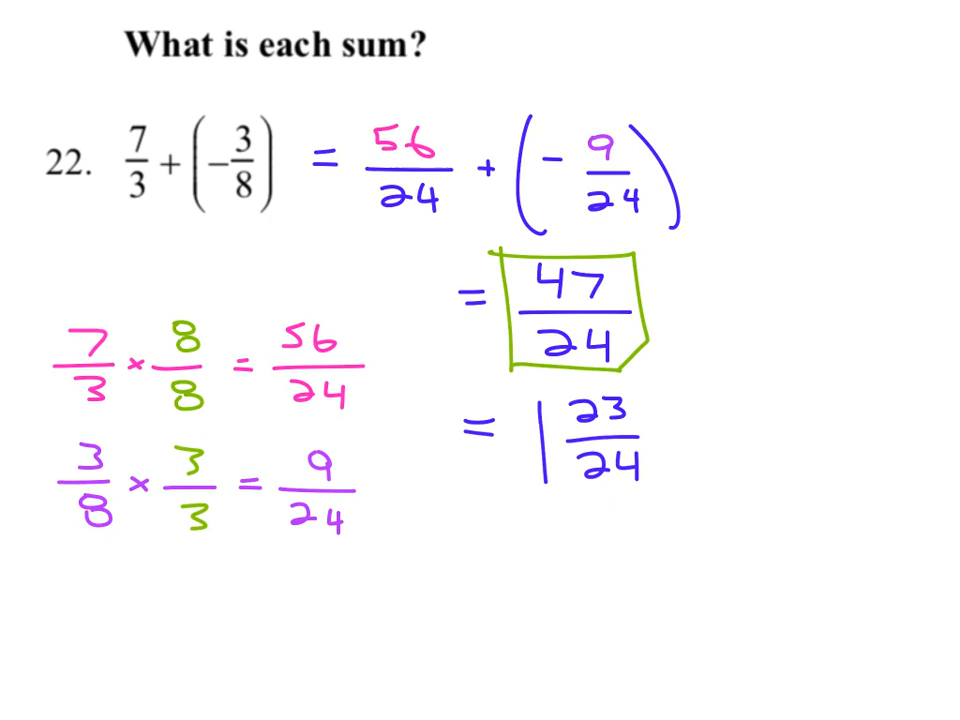 What is each sum?
22. 7/3 + (-3/8) = 56/24 + (-9/24)
= 47/24
7/3 × 8/8 = 56/24
= 1 23/24
3/8 × 3/3 = 9/24